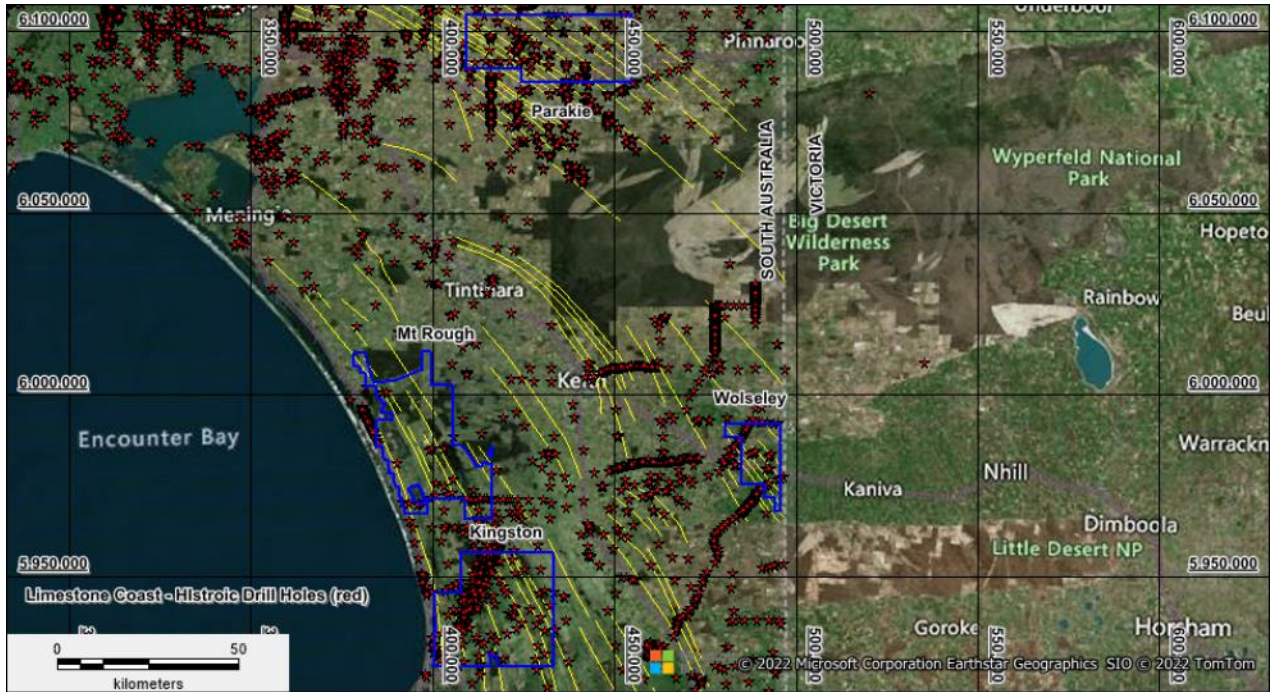 6.100.000
350.000
400.000
450.000
Pinnaroo
500.000
550.000
Underbool
600.000
6.100.000
Parakie
SOUTH AUSTRALIA
VICTORIA
Wyperfeld National
Park
6.050.000
Big Desert
Wilderness
Park
6.050.000
Hopeto
Tintinara
Rainbow
Beul
Mt Rough
6.000.000
Keith
Wolseley
6.000.000
Encounter Bay
Warrackn
Nhill
Kaniva
Kingston
Dimboola
Little Desert NP
5.950.000
5.950.000
Limestone Coast - HIstroic Drill Holes (red)
Goroke
Horsham
400.000
450.000
500.000
550.000
600.000
0
50
kilometers
© 2022 Microsoft Corporation Earthstar Geographics SIO © 2022 TomTom